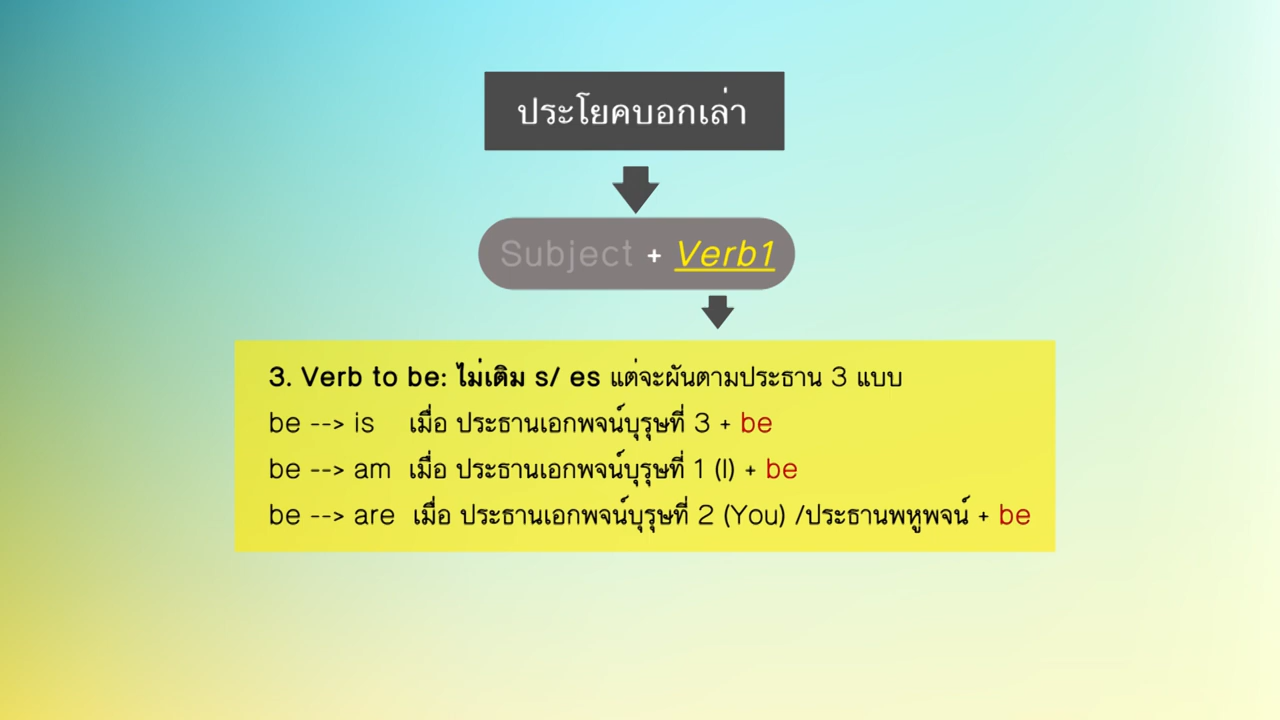 ประโยคบอกเล่า
Subject + Verb1
3. Verb to be: ไม่เติม s/ es แต่จะผันตามประธาน 3 แบบ
be --> is เมื่อ ประธานเอกพจน์บุรุษที่ 3 + be
be --> am เมื่อ ประธานเอกพจน์บุรุษที่ 1 (I) + be
be --> are เมื่อ ประธานเอกพจน์บุรุษที่ 2 (You) /ประธานพหูพจน์ + be